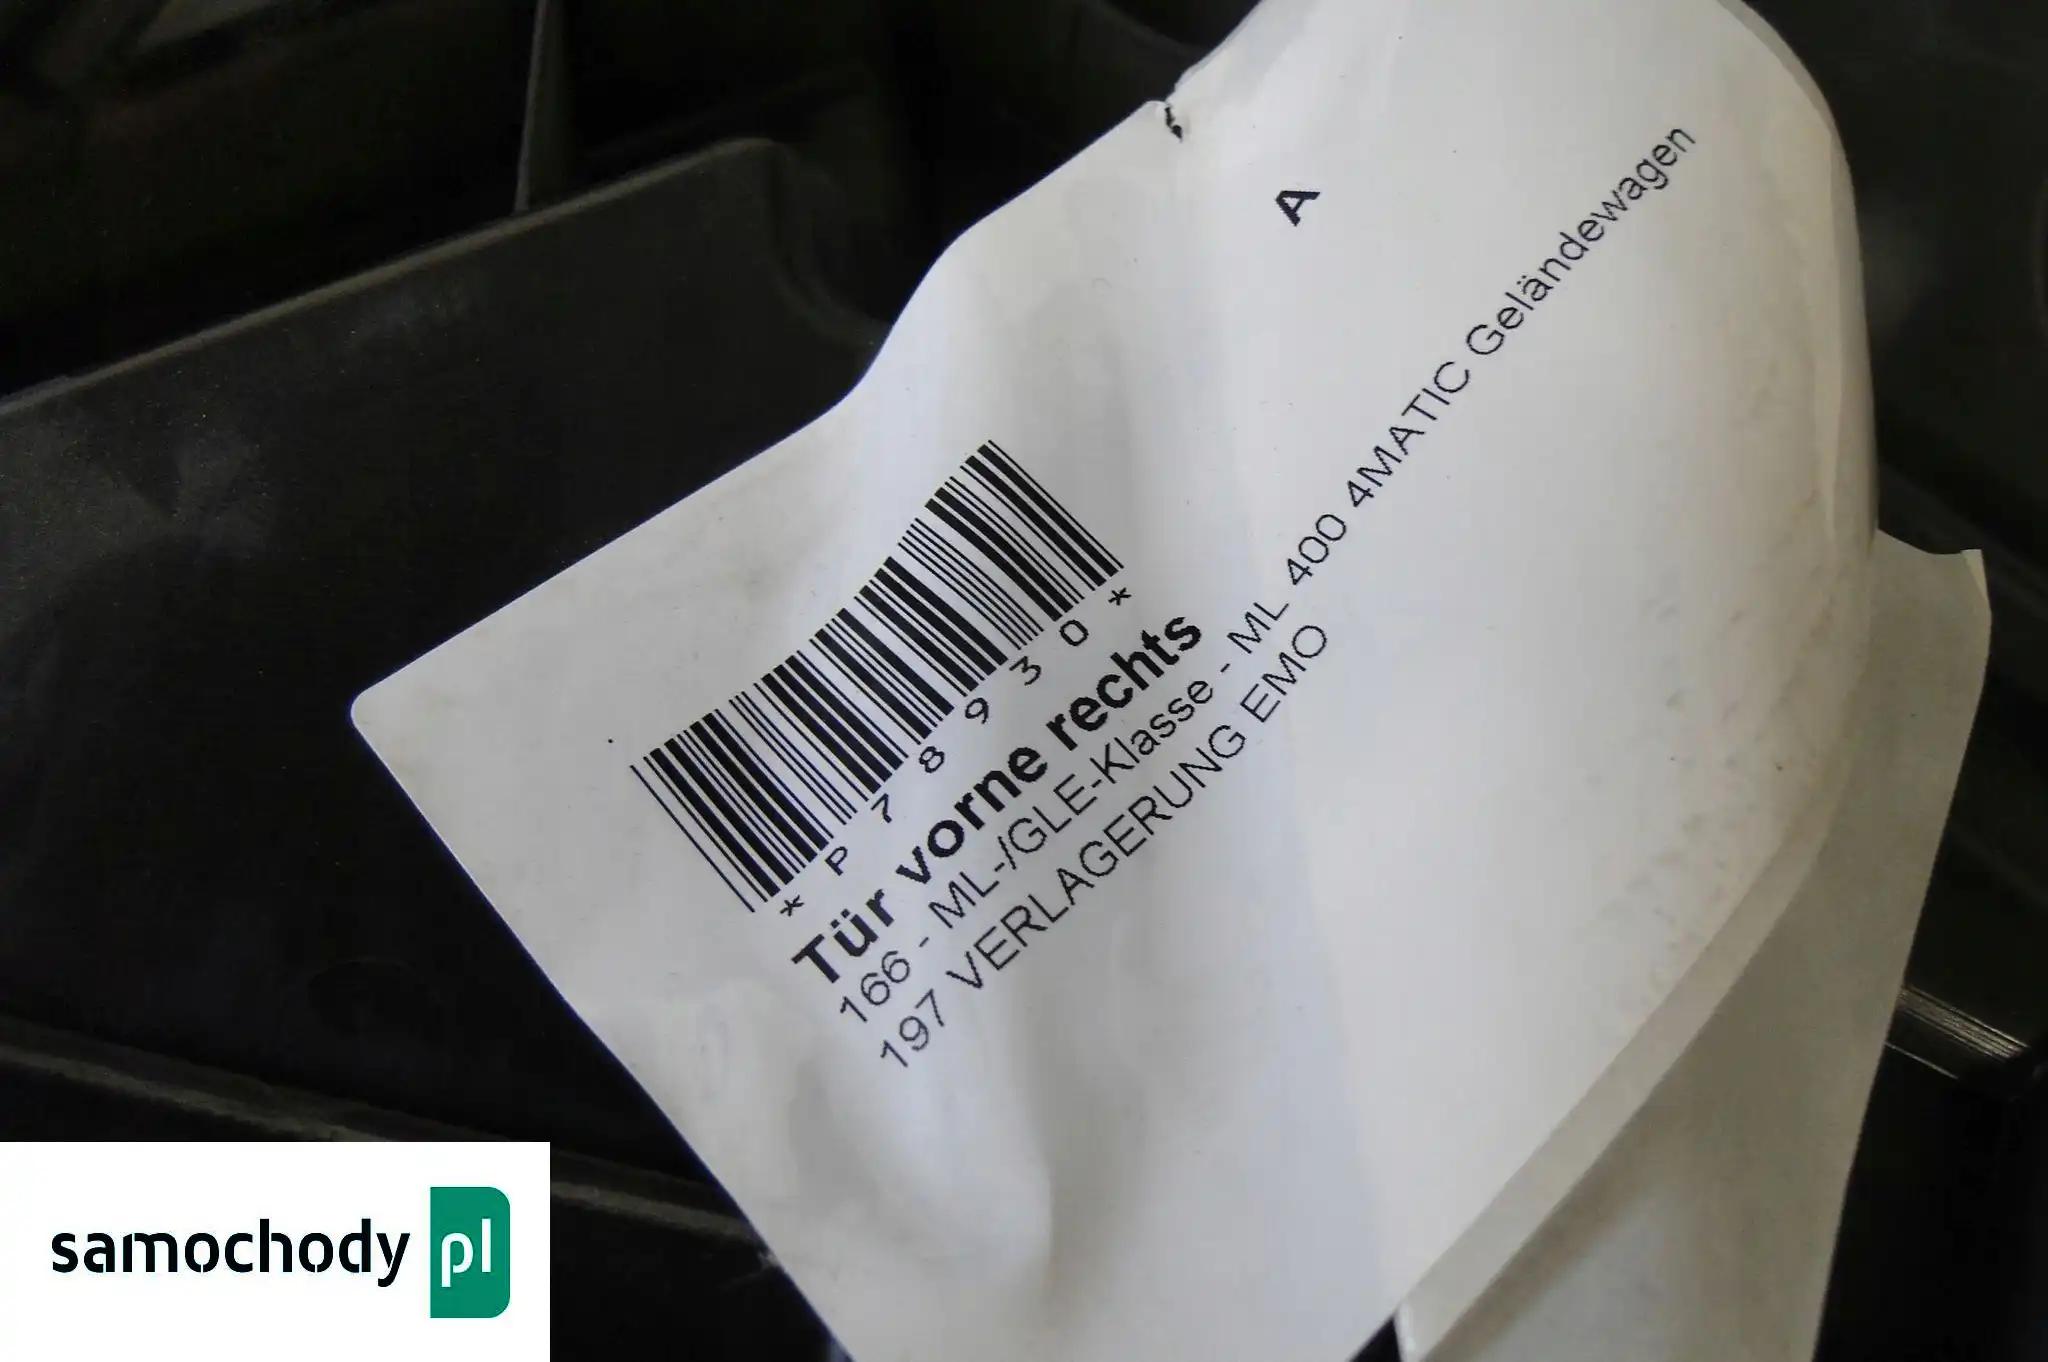 A
*P78930*
Tür vorne rechts
166 - ML-/GLE-Klasse - ML 400 4MATIC Geländewagen
197 VERLAGERUNG EMO
samochody pl